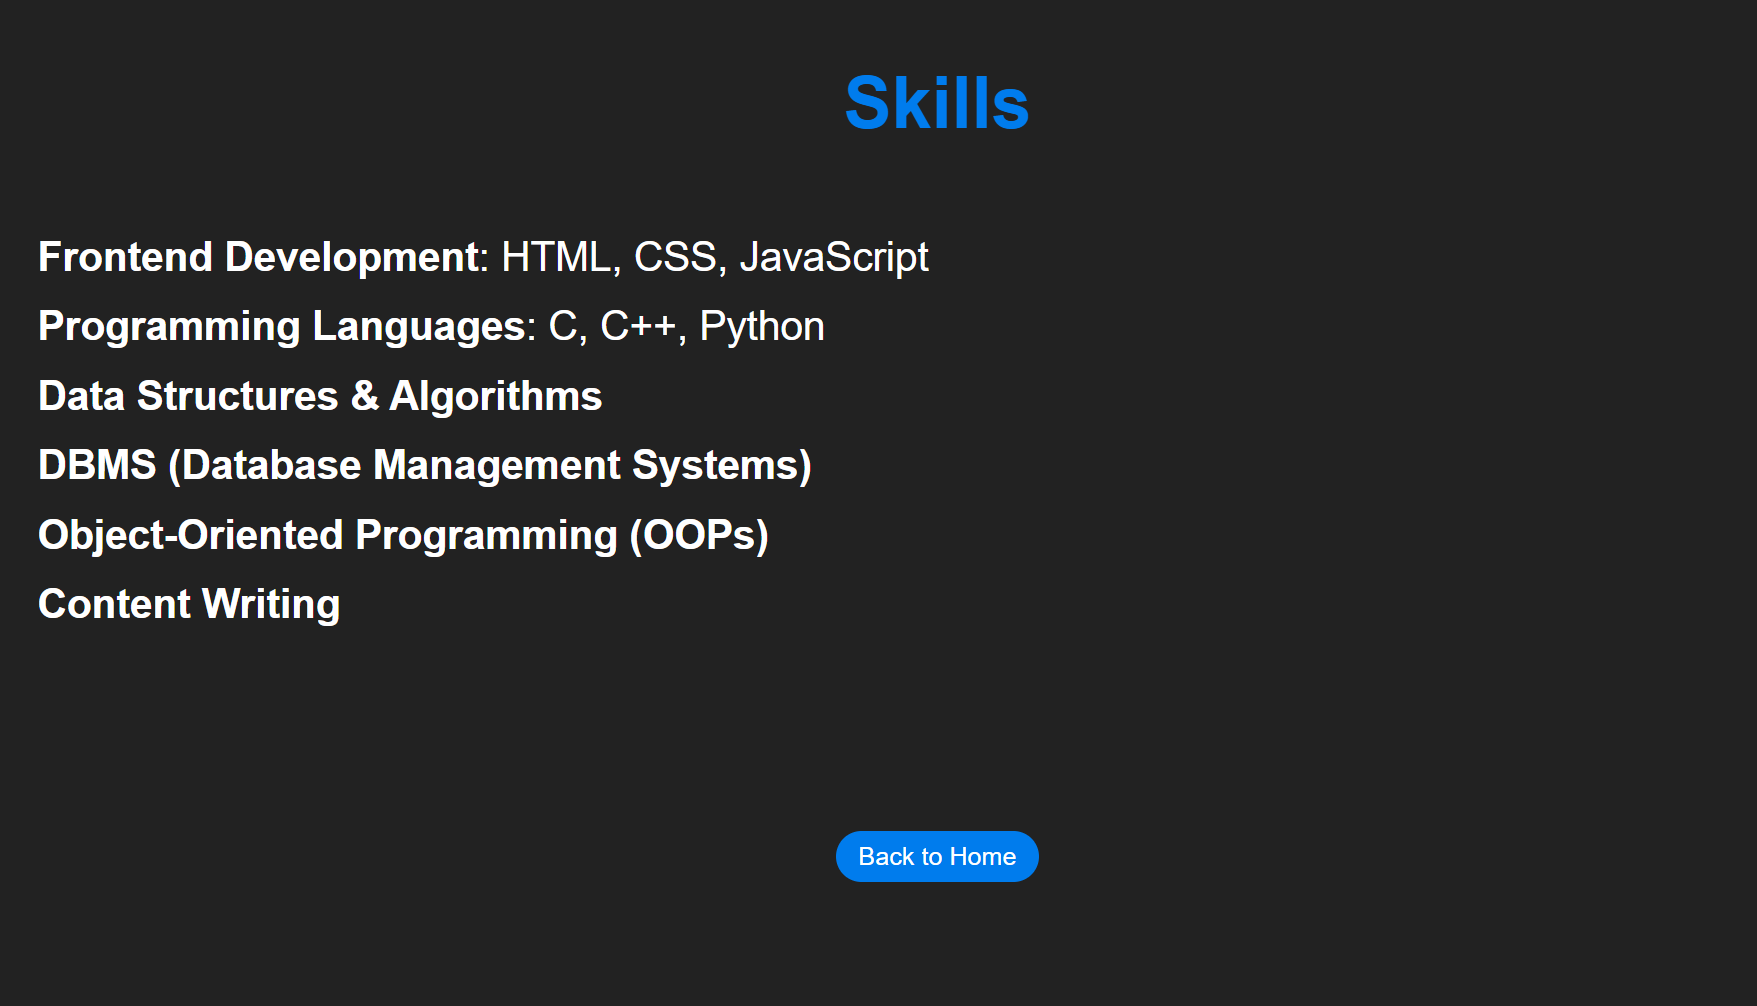 Skills
Frontend Development: HTML, CSS, JavaScript
Programming Languages: C, C++, Python
Data Structures & Algorithms
DBMS (Database Management Systems)
Object-Oriented Programming (OOPs)
Content Writing
Back to Home